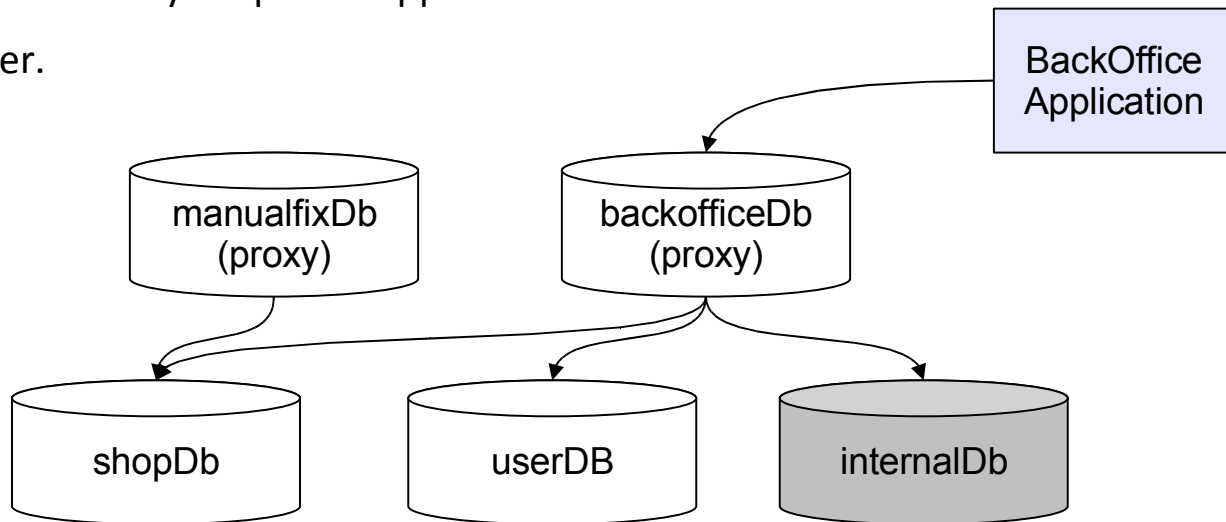 er.
BackOffice
Application
manualfixDb
(proxy)
backofficeDb
(proxy)
shopDb
userDB
internalDb